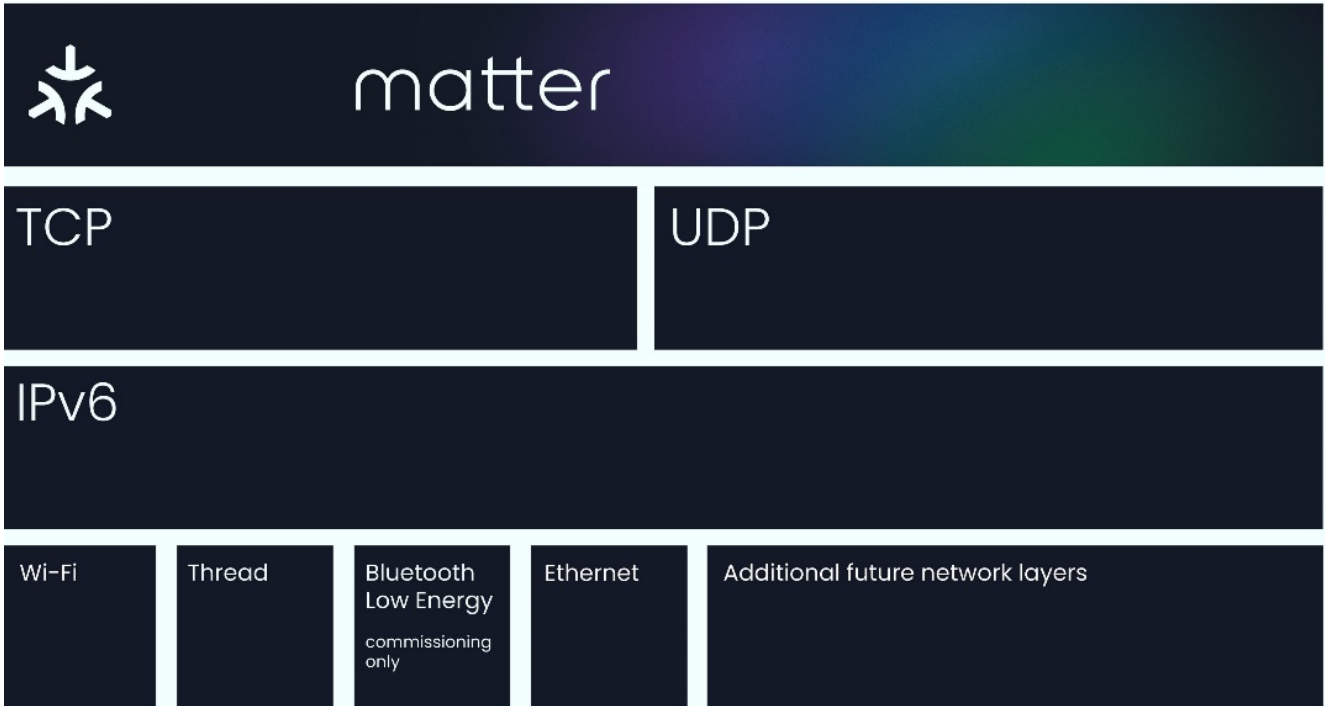 matter
TCP
UDP
IPv6
Wi-Fi
Thread
Bluetooth
Low Energy
commissioning
only
Ethernet
Additional future network layers